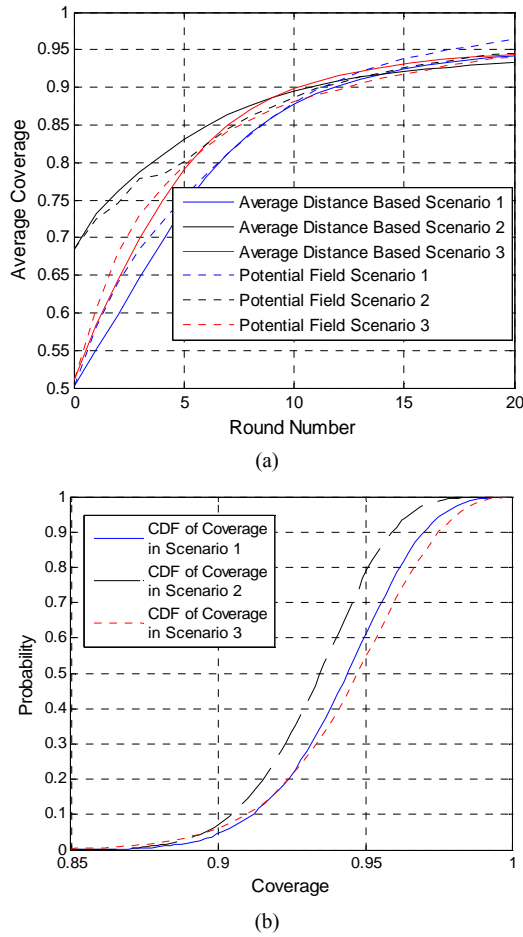 1
0.95
0.9
0.85
0.8
0.75
0.7
0.65
0.6
0.55
0.5
Average Coverage
Average Distance Based Scenario 1
Average Distance Based Scenario 2
Average Distance Based Scenario 3
Potential Field Scenario 1
Potential Field Scenario 2
Potential Field Scenario 3
0 5 10 15 20
Round Number
(a)
1
0.9
0.8
0.7
0.6
0.5
0.4
0.3
0.2
0.1
0
Probability
CDF of Coverage
in Scenario 1
CDF of Coverage
in Scenario 2
CDF of Coverage
in Scenario 3
0.85 0.9 0.95 1
Coverage
(b)